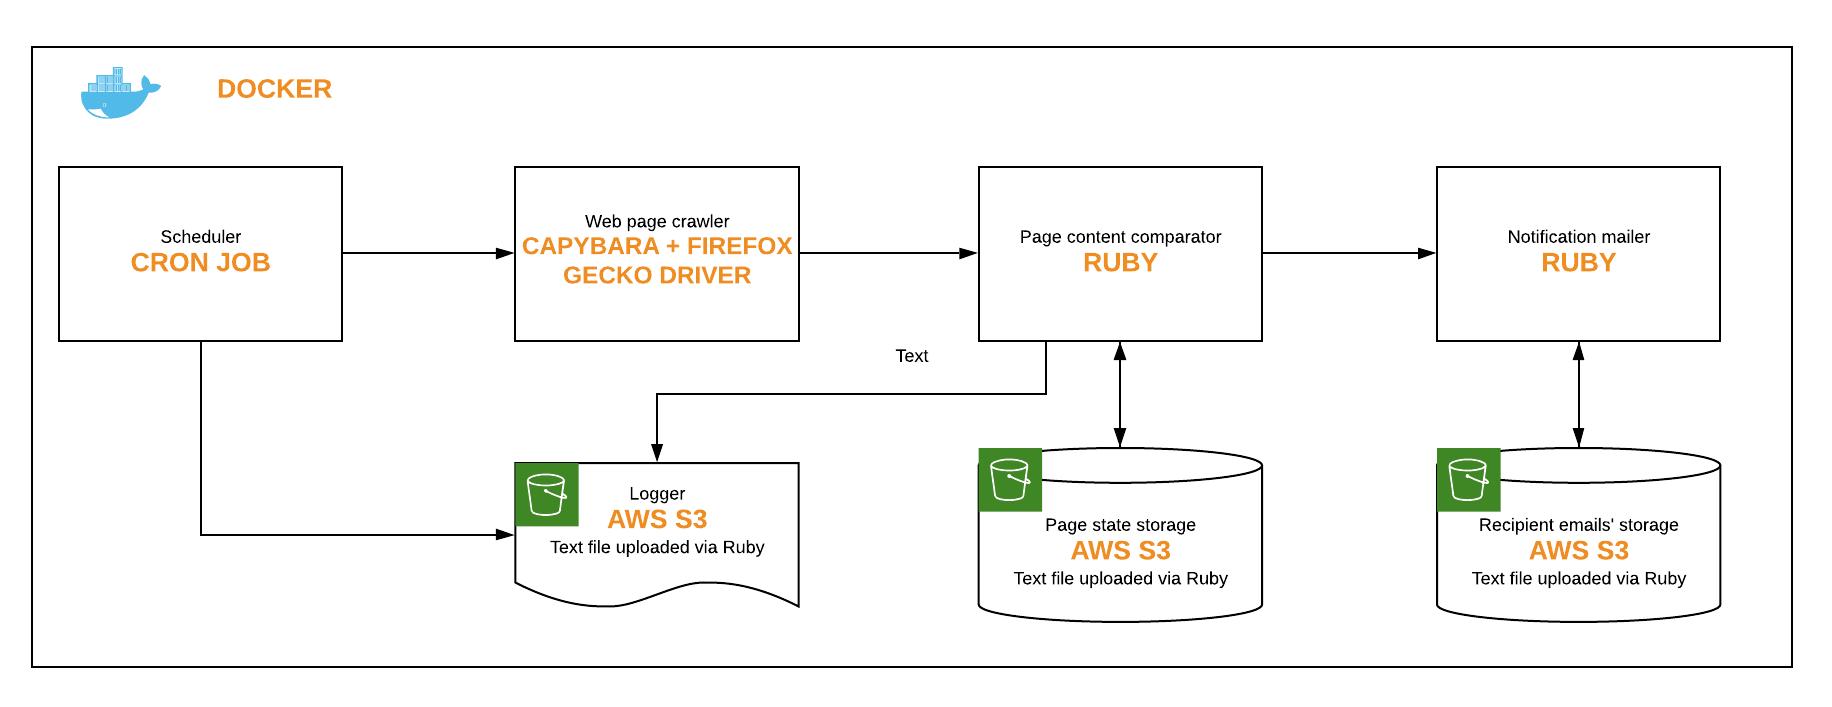 DOCKER
Scheduler
CRON JOB
Web page crawler
CAPYBARA + FIREFOX
GECKO DRIVER
Page content comparator
RUBY
Notification mailer
RUBY
Text
Logger
AWS S3
Text file uploaded via Ruby
Page state storage
AWS S3
Text file uploaded via Ruby
Recipient emails' storage
AWS S3
Text file uploaded via Ruby